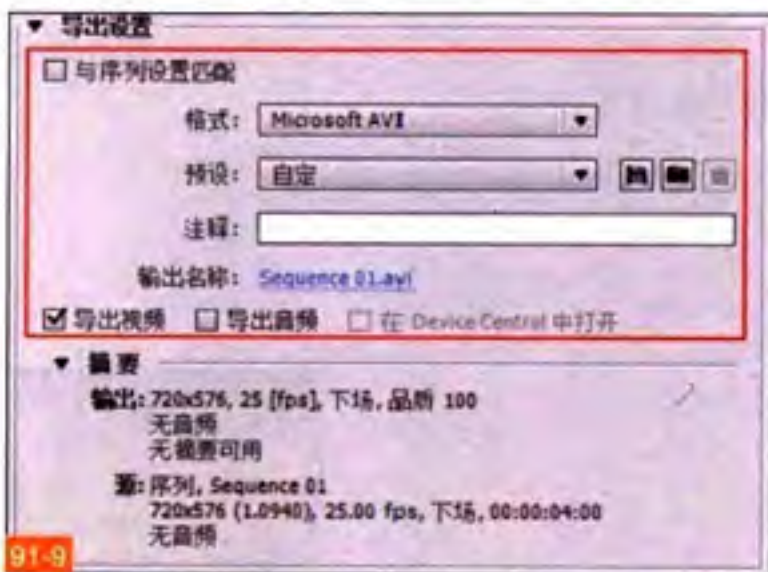 导出设置
与序列设置匹配
格式: Microsoft AVI
预设: 自定
注释:
输出名称: Sequence 01.avi
导出视频 导出音频 在 Device Central 中打开
摘要
输出: 720x576, 25 [fps], 下场, 品质 100
无音频
无摘要可用
源: 序列, Sequence 01
720x576 (1.0940), 25.00 fps, 下场, 00:00:04:00
无音频
91-9